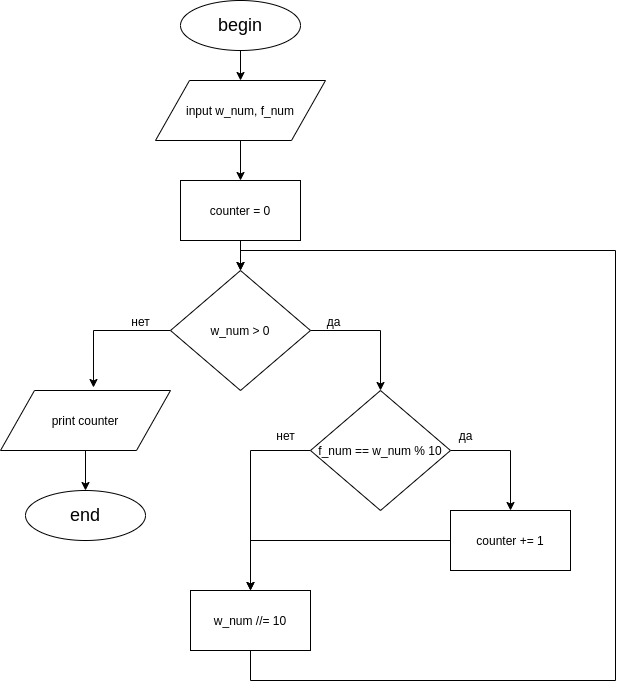 begin
input w_num, f_num
counter = 0
w_num > 0
нет
да
print counter
end
f_num == w_num % 10
нет
да
counter += 1
w_num //= 10